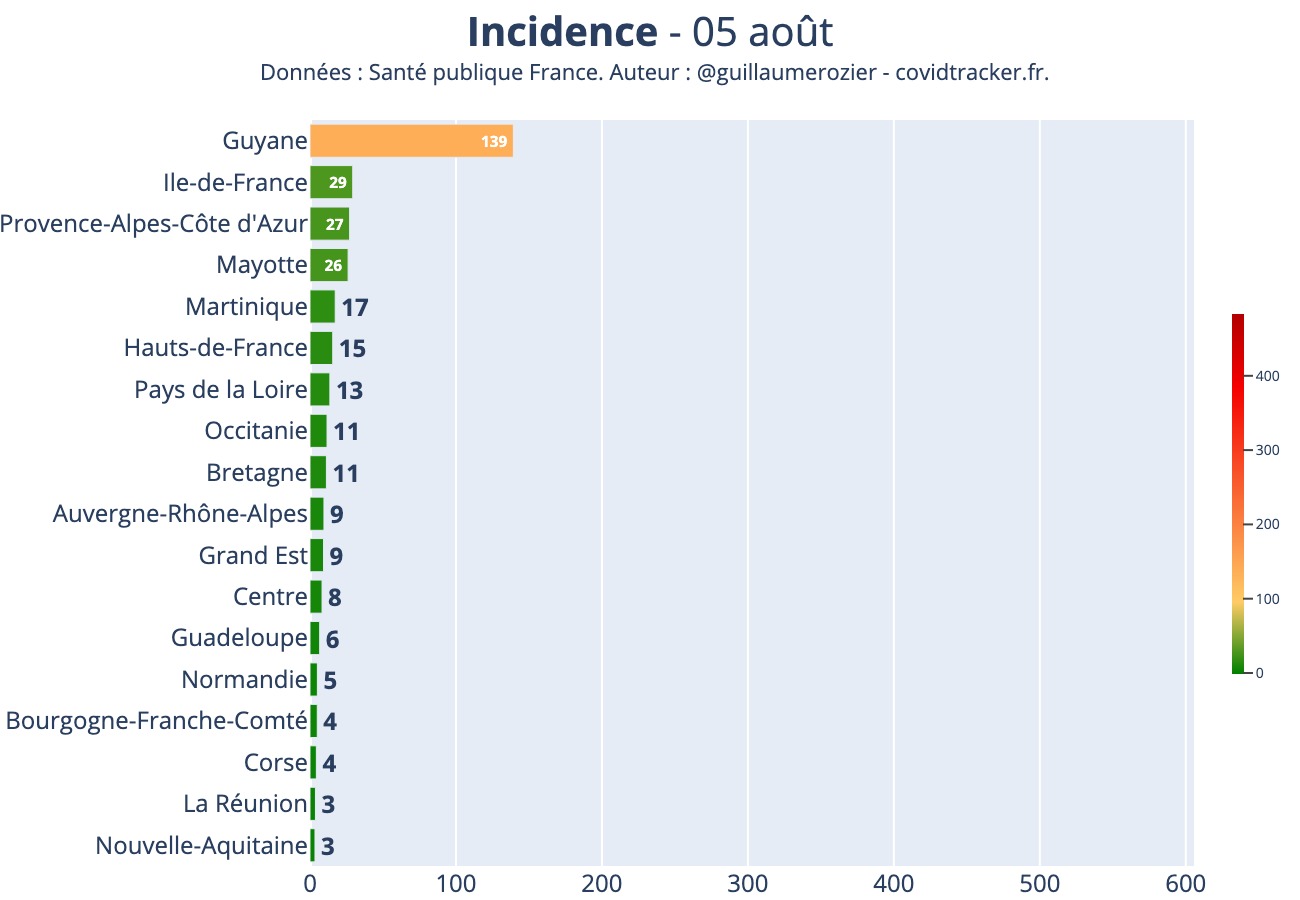 Incidence - 05 août
Données : Santé publique France. Auteur : @guillaumerozier - covidtracker.fr.
Guyane 139
Ile-de-France 29
Provence-Alpes-Côte d'Azur 27
Mayotte 26
Martinique 17
Hauts-de-France 15
Pays de la Loire 13
Occitanie 11
Bretagne 11
Auvergne-Rhône-Alpes 9
Grand Est 9
Centre 8
Guadeloupe 6
Normandie 5
Bourgogne-Franche-Comté 4
Corse 4
La Réunion 3
Nouvelle-Aquitaine 3
0 100 200 300 400 500 600
400
300
200
100
0